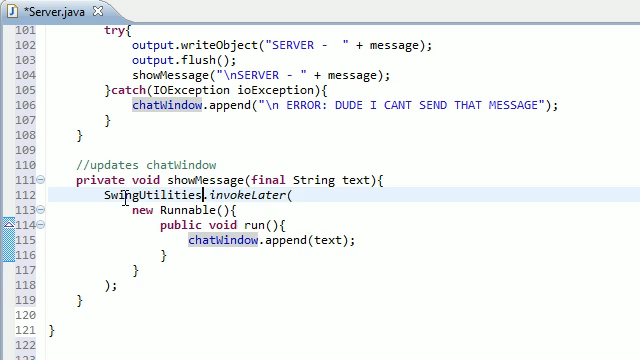 *Server.java
101 try{
102 output.writeObject("SERVER -  " + message);
103 output.flush();
104 showMessage("\nSERVER - " + message);
105 }catch(IOException ioException){
106 chatWindow.append("\n ERROR: DUDE I CANT SEND THAT MESSAGE");
107 }
108 }
109
110 //updates chatWindow
111 private void showMessage(final String text){
112 SwingUtilities.invokeLater(
113 new Runnable(){
114 public void run(){
115 chatWindow.append(text);
116 }
117 }
118 );
119 }
120
121 }
122
123